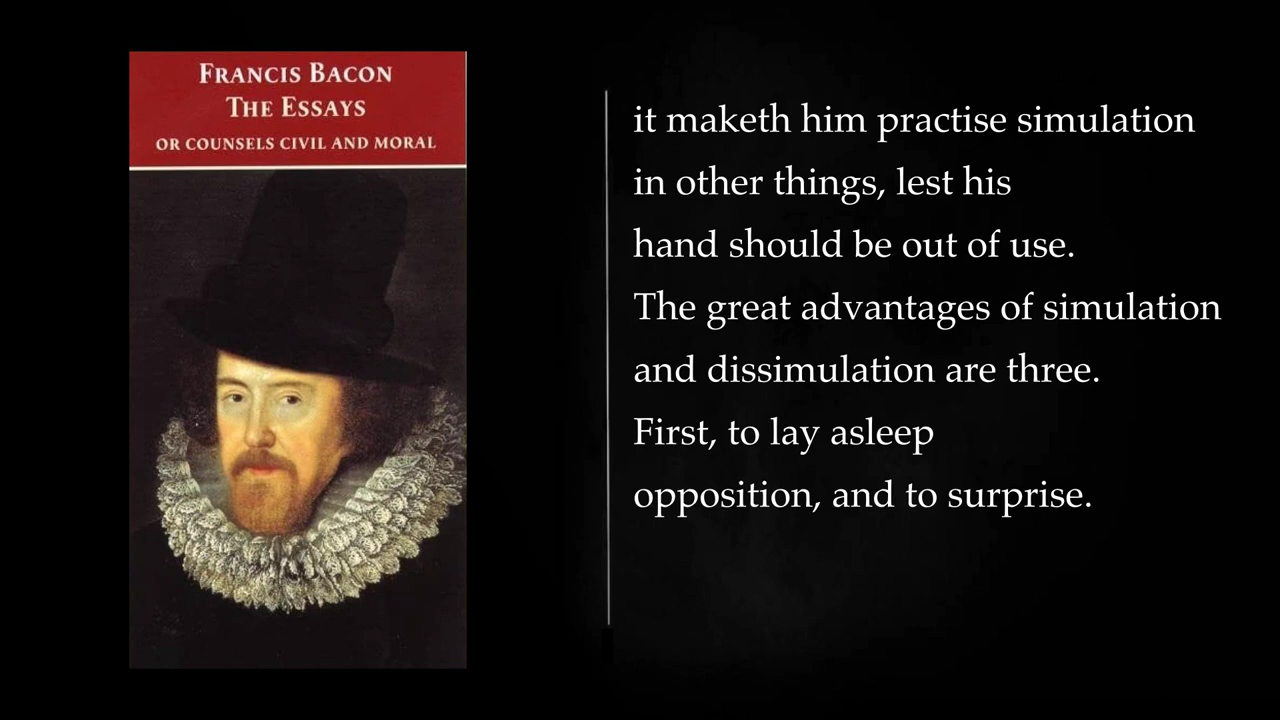 FRANCIS BACON
THE ESSAYS
OR COUNSELS CIVIL AND MORAL
it maketh him practise simulation
in other things, lest his
hand should be out of use.
The great advantages of simulation
and dissimulation are three.
First, to lay asleep
opposition, and to surprise.